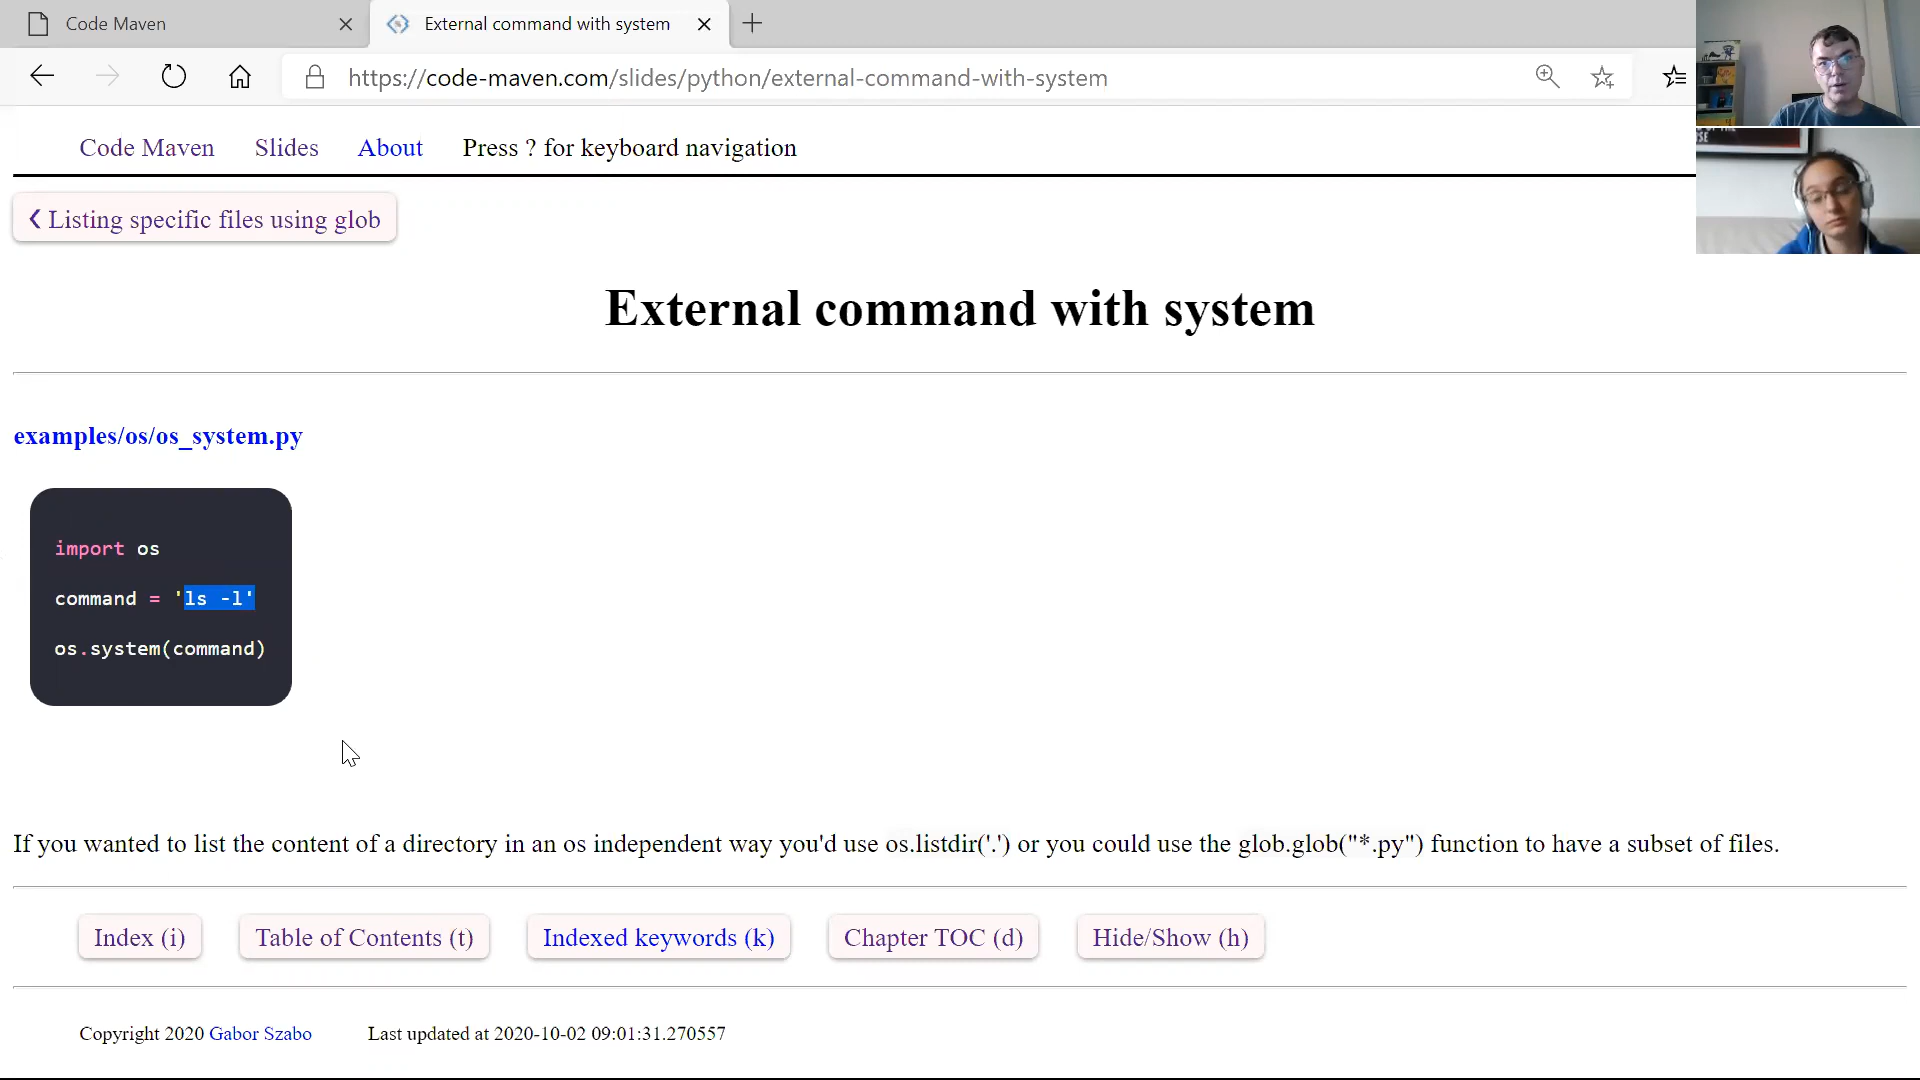 Code Maven
External command with system
https://code-maven.com/slides/python/external-command-with-system
Code Maven
Slides
About
Press ? for keyboard navigation
❮ Listing specific files using glob
External command with system
examples/os/os_system.py
import os
command = 'ls -l'
os.system(command)
If you wanted to list the content of a directory in an os independent way you'd use os.listdir('.') or you could use the glob.glob("*.py") function to have a subset of files.
Index (i)
Table of Contents (t)
Indexed keywords (k)
Chapter TOC (d)
Hide/Show (h)
Copyright 2020 Gabor Szabo
Last updated at 2020-10-02 09:01:31.270557